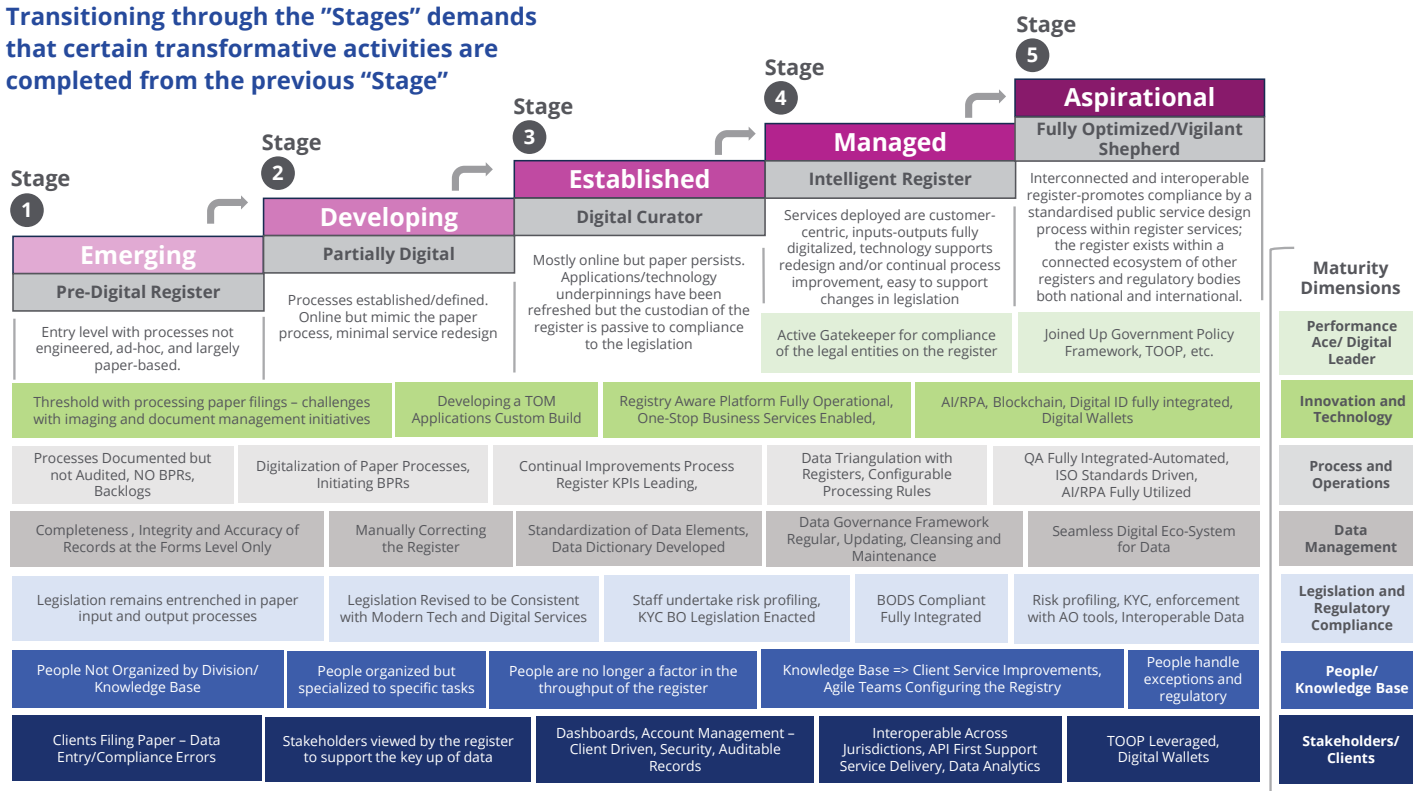 Transitioning through the ”Stages” demands
that certain transformative activities are
completed from the previous “Stage”
Stage
1
Emerging
Pre-Digital Register
Entry level with processes not
engineered, ad-hoc, and largely
paper-based.
Stage
2
Developing
Partially Digital
Processes established/defined.
Online but mimic the paper
process, minimal service redesign
Stage
3
Established
Digital Curator
Mostly online but paper persists.
Applications/technology
underpinnings have been
refreshed but the custodian of the
register is passive to compliance
to the legislation
Stage
4
Managed
Intelligent Register
Services deployed are customer-
centric, inputs-outputs fully
digitalized, technology supports
redesign and/or continual process
improvement, easy to support
changes in legislation
Stage
5
Aspirational
Fully Optimized/Vigilant
Shepherd
Interconnected and interoperable
register-promotes compliance by a
standardised public service design
process within register services;
the register exists within a
connected ecosystem of other
registers and regulatory bodies
both national and international.
Maturity
Dimensions
Active Gatekeeper for compliance
of the legal entities on the register
Joined Up Government Policy
Framework, TOOP, etc.
Performance
Ace/ Digital
Leader
Threshold with processing paper filings – challenges
with imaging and document management initiatives
Developing a TOM
Applications Custom Build
Registry Aware Platform Fully Operational,
One-Stop Business Services Enabled,
AI/RPA, Blockchain, Digital ID fully integrated,
Digital Wallets
Innovation and
Technology
Processes Documented but
not Audited, NO BPRs,
Backlogs
Digitalization of Paper Processes,
Initiating BPRs
Continual Improvements Process
Register KPIs Leading,
Data Triangulation with
Registers, Configurable
Processing Rules
QA Fully Integrated-Automated,
ISO Standards Driven,
AI/RPA Fully Utilized
Process and
Operations
Completeness , Integrity and Accuracy of
Records at the Forms Level Only
Manually Correcting
the Register
Standardization of Data Elements,
Data Dictionary Developed
Data Governance Framework
Regular, Updating, Cleansing and
Maintenance
Seamless Digital Eco-System
for Data
Data
Management
Legislation remains entrenched in paper
input and output processes
Legislation Revised to be Consistent
with Modern Tech and Digital Services
Staff undertake risk profiling,
KYC BO Legislation Enacted
BODS Compliant
Fully Integrated
Risk profiling, KYC, enforcement
with AO tools, Interoperable Data
Legislation and
Regulatory
Compliance
People Not Organized by Division/
Knowledge Base
People organized but
specialized to specific tasks
People are no longer a factor in the
throughput of the register
Knowledge Base => Client Service Improvements,
Agile Teams Configuring the Registry
People handle
exceptions and
regulatory
People/
Knowledge Base
Clients Filing Paper – Data
Entry/Compliance Errors
Stakeholders viewed by the register
to support the key up of data
Dashboards, Account Management –
Client Driven, Security, Auditable
Records
Interoperable Across
Jurisdictions, API First Support
Service Delivery, Data Analytics
TOOP Leveraged,
Digital Wallets
Stakeholders/
Clients